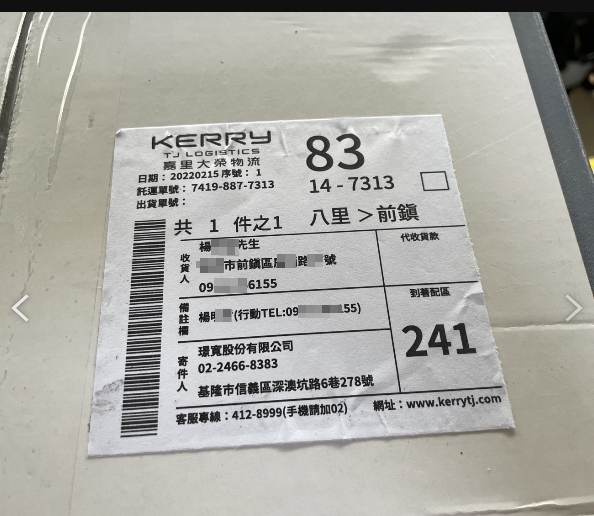 KERRY
TJ LOGISTICS
嘉里大榮物流
83
日期：20220215 序號：1
託運單號：7419-887-7313
14-7313
出貨單號：
共 1 件之1 八里＞前鎮
收貨人
楊 先生
市前鎮區 路 號
09 6155
代收貨款
備註欄
楊 (行動TEL:09 55)
到著配區
241
寄件人
璟寬股份有限公司
02-2466-8383
基隆市信義區深澳坑路6巷278號
客服專線：412-8999(手機請加02) 網址：www.kerrytj.com